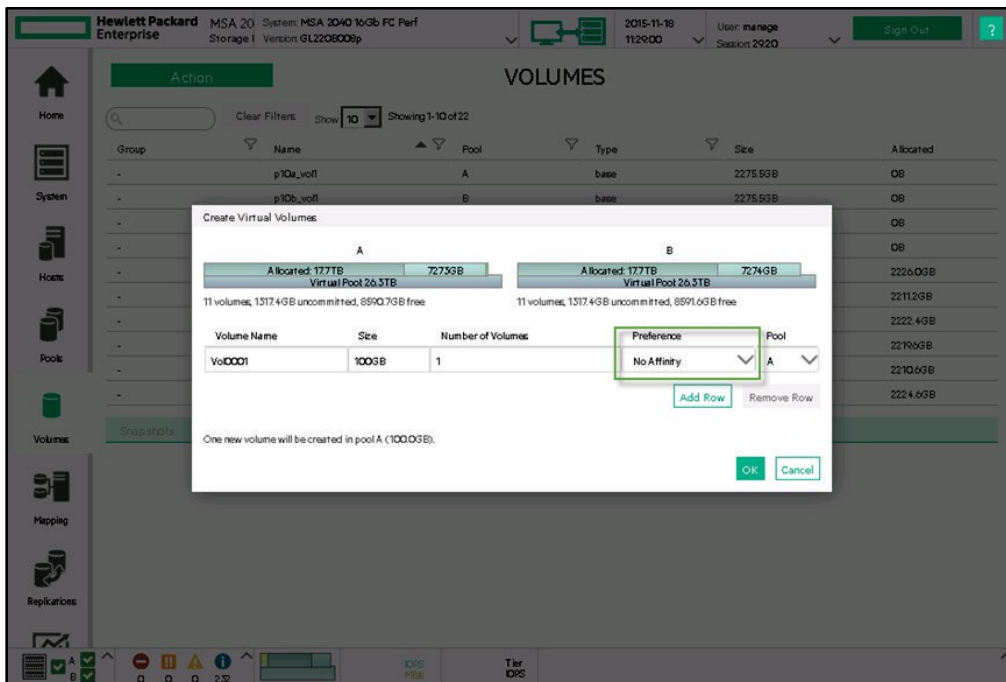 Hewlett Packard Enterprise
MSA 20
Storage I
System: MSA 2040 16Gb FC Perf
Version: GL220B008p
2015-11-18
11:29:00
User: manage
Session 29:20
Sign Out
?
Action
VOLUMES
Clear Filters
Show 10
Showing 1-10 of 22
Group Name Pool Type Size Allocated
- p10a_vol1 A base 2275.5GB 0B
- p10b_vol1 B base 2275.5GB 0B
- 0B
- 0B
- 2226.0GB
- 2211.2GB
- 2222.4GB
- 2219.6GB
- 2210.6GB
- 2224.6GB
Snapshots
Home
System
Hosts
Pools
Volumes
Mapping
Replications
Create Virtual Volumes
A B
Allocated: 17.7TB 7273GB Allocated: 17.7TB 7274GB
Virtual Pool: 26.3TB Virtual Pool: 26.3TB
11 volumes, 1317.4GB uncommitted, 8590.7GB free 11 volumes, 1317.4GB uncommitted, 8591.6GB free
Volume Name Size Number of Volumes Preference Pool
Vol0001 100GB 1 No Affinity A
Add Row Remove Row
One new volume will be created in pool A (100.0GB).
OK Cancel
A
B
0 0 0 232
IOPS
MB/s
Tier
IOPS